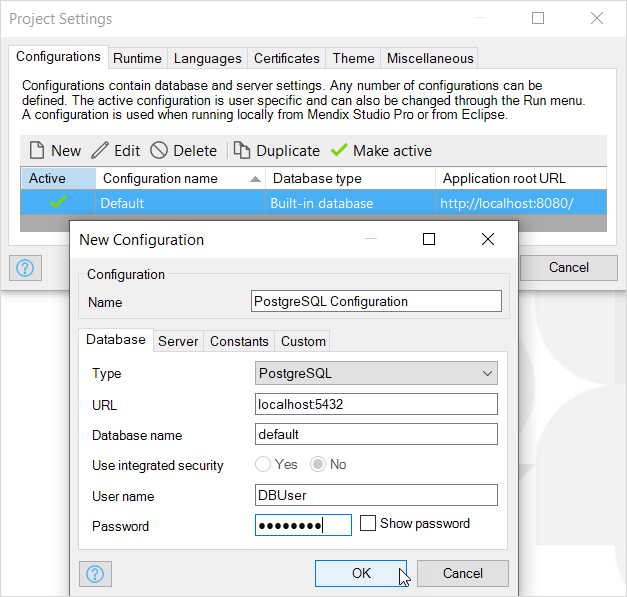 Project Settings
Configurations Runtime Languages Certificates Theme Miscellaneous
Configurations contain database and server settings. Any number of configurations can be
defined. The active configuration is user specific and can also be changed through the Run menu.
A configuration is used when running locally from Mendix Studio Pro or from Eclipse.
New Edit Delete Duplicate Make active
Active Configuration name Database type Application root URL
Default Built-in database http://localhost:8080/
New Configuration
? Cancel
Configuration
Name PostgreSQL Configuration
Database Server Constants Custom
Type PostgreSQL
URL localhost:5432
Database name default
Use integrated security Yes No
User name DBUser
Password ●●●●●●●● Show password
? OK Cancel